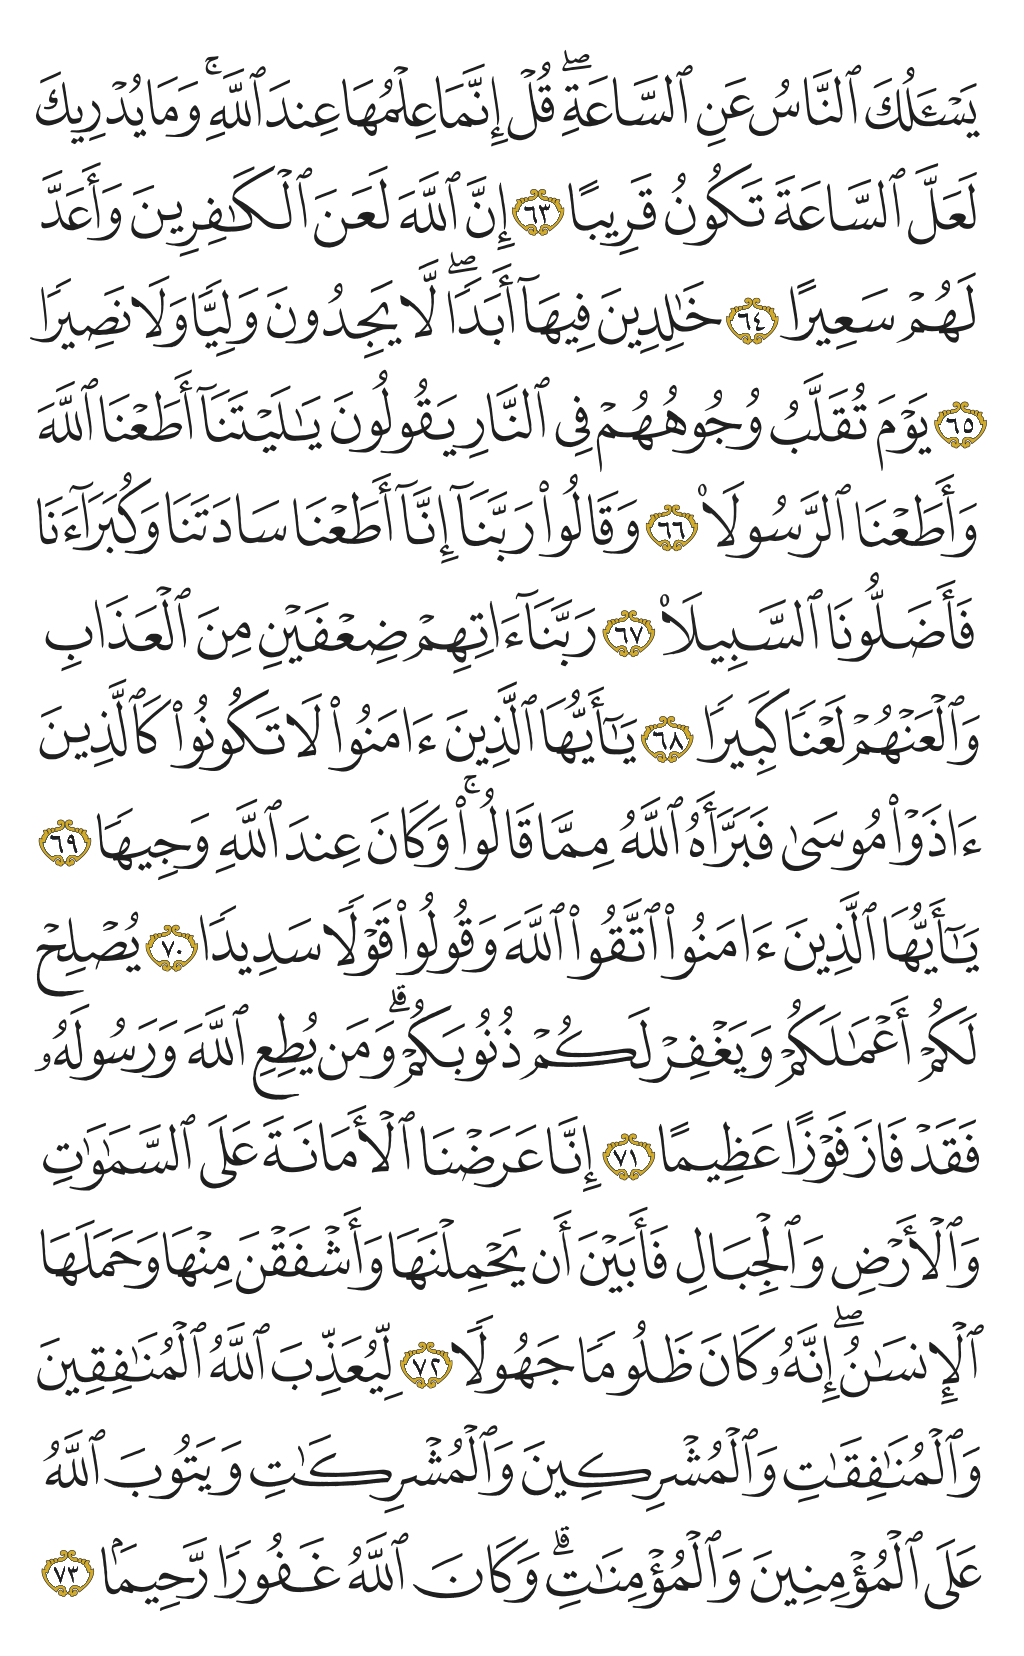 يَسْـَٔلُكَ ٱلنَّاسُ عَنِ ٱلسَّاعَةِۖ قُلْ إِنَّمَا عِلْمُهَا عِندَ ٱللَّهِۚ وَمَا يُدْرِيكَ
لَعَلَّ ٱلسَّاعَةَ تَكُونُ قَرِيبًا ٦٣ إِنَّ ٱللَّهَ لَعَنَ ٱلْكَٰفِرِينَ وَأَعَدَّ
لَهُمْ سَعِيرًا ٦٤ خَٰلِدِينَ فِيهَآ أَبَدًاۖ لَّا يَجِدُونَ وَلِيًّا وَلَا نَصِيرًا
٦٥ يَوْمَ تُقَلَّبُ وُجُوهُهُمْ فِى ٱلنَّارِ يَقُولُونَ يَٰلَيْتَنَآ أَطَعْنَا ٱللَّهَ
وَأَطَعْنَا ٱلرَّسُولَا۠ ٦٦ وَقَالُوا۟ رَبَّنَآ إِنَّآ أَطَعْنَا سَادَتَنَا وَكُبَرَآءَنَا
فَأَضَلُّونَا ٱلسَّبِيلَا۠ ٦٧ رَبَّنَآ ءَاتِهِمْ ضِعْفَيْنِ مِنَ ٱلْعَذَابِ
وَٱلْعَنْهُمْ لَعْنًا كَبِيرًا ٦٨ يَٰٓأَيُّهَا ٱلَّذِينَ ءَامَنُوا۟ لَا تَكُونُوا۟ كَٱلَّذِينَ
ءَاذَوْا۟ مُوسَىٰ فَبَرَّأَهُ ٱللَّهُ مِمَّا قَالُوا۟ۚ وَكَانَ عِندَ ٱللَّهِ وَجِيهًا ٦٩
يَٰٓأَيُّهَا ٱلَّذِينَ ءَامَنُوا۟ ٱتَّقُوا۟ ٱللَّهَ وَقُولُوا۟ قَوْلًا سَدِيدًا ٧٠ يُصْلِحْ
لَكُمْ أَعْمَٰلَكُمْ وَيَغْفِرْ لَكُمْ ذُنُوبَكُمْۗ وَمَن يُطِعِ ٱللَّهَ وَرَسُولَهُۥ
فَقَدْ فَازَ فَوْزًا عَظِيمًا ٧١ إِنَّا عَرَضْنَا ٱلْأَمَانَةَ عَلَى ٱلسَّمَٰوَٰتِ
وَٱلْأَرْضِ وَٱلْجِبَالِ فَأَبَيْنَ أَن يَحْمِلْنَهَا وَأَشْفَقْنَ مِنْهَا وَحَمَلَهَا
ٱلْإِنسَٰنُۖ إِنَّهُۥ كَانَ ظَلُومًا جَهُولًا ٧٢ لِّيُعَذِّبَ ٱللَّهُ ٱلْمُنَٰفِقِينَ
وَٱلْمُنَٰفِقَٰتِ وَٱلْمُشْرِكِينَ وَٱلْمُشْرِكَٰتِ وَيَتُوبَ ٱللَّهُ
عَلَى ٱلْمُؤْمِنِينَ وَٱلْمُؤْمِنَٰتِۗ وَكَانَ ٱللَّهُ غَفُورًا رَّحِيمًۢا ٧٣